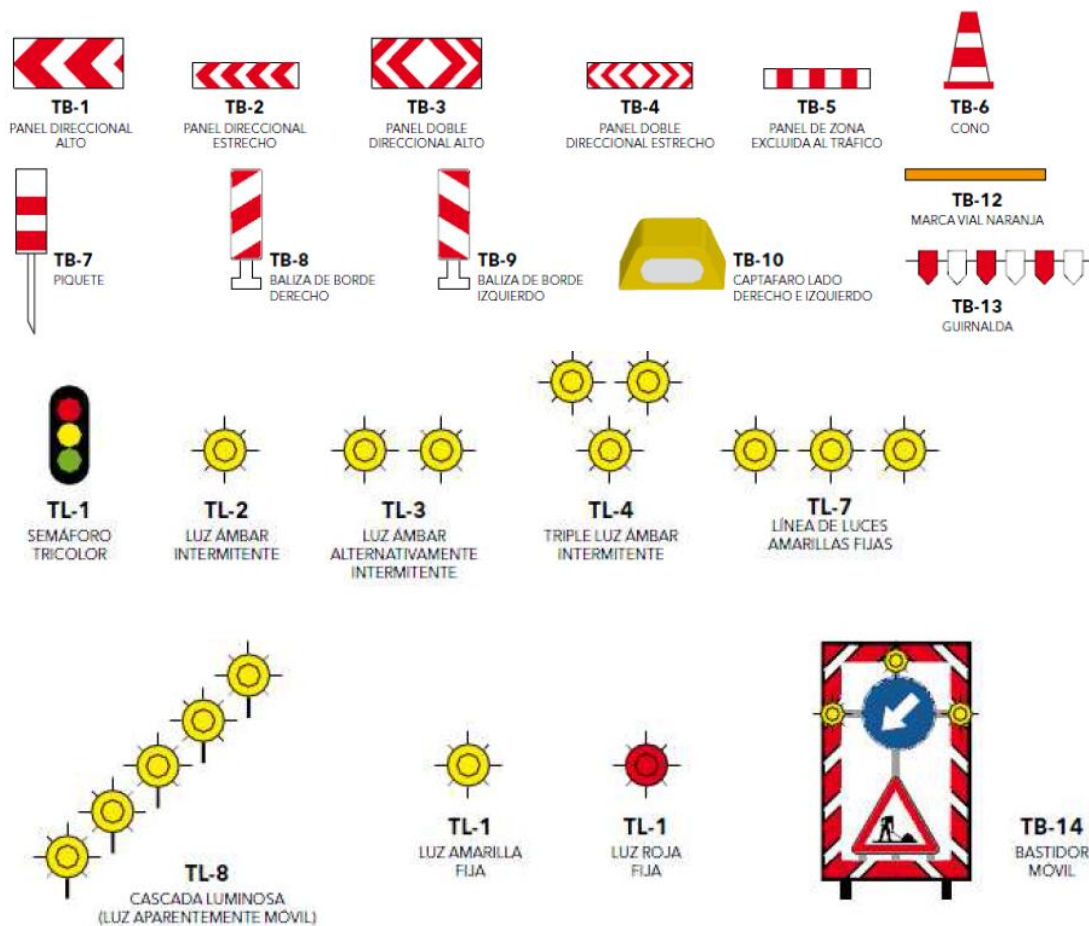 TB-1
PANEL DIRECCIONAL
ALTO
TB-2
PANEL DIRECCIONAL
ESTRECHO
TB-3
PANEL DOBLE
DIRECCIONAL ALTO
TB-4
PANEL DOBLE
DIRECCIONAL ESTRECHO
TB-5
PANEL DE ZONA
EXCLUIDA AL TRÁFICO
TB-6
CONO
TB-7
PIQUETE
TB-8
BALIZA DE BORDE
DERECHO
TB-9
BALIZA DE BORDE
IZQUIERDO
TB-10
CAPTAFARO LADO
DERECHO E IZQUIERDO
TB-12
MARCA VIAL NARANJA
TB-13
GUIRNALDA
TL-1
SEMÁFORO
TRICOLOR
TL-2
LUZ ÁMBAR
INTERMITENTE
TL-3
LUZ ÁMBAR
ALTERNATIVAMENTE
INTERMITENTE
TL-4
TRIPLE LUZ ÁMBAR
INTERMITENTE
TL-7
LÍNEA DE LUCES
AMARILLAS FIJAS
TL-8
CASCADA LUMINOSA
(LUZ APARENTEMENTE MÓVIL)
TL-1
LUZ AMARILLA
FIJA
TL-1
LUZ ROJA
FIJA
TB-14
BASTIDOR
MÓVIL